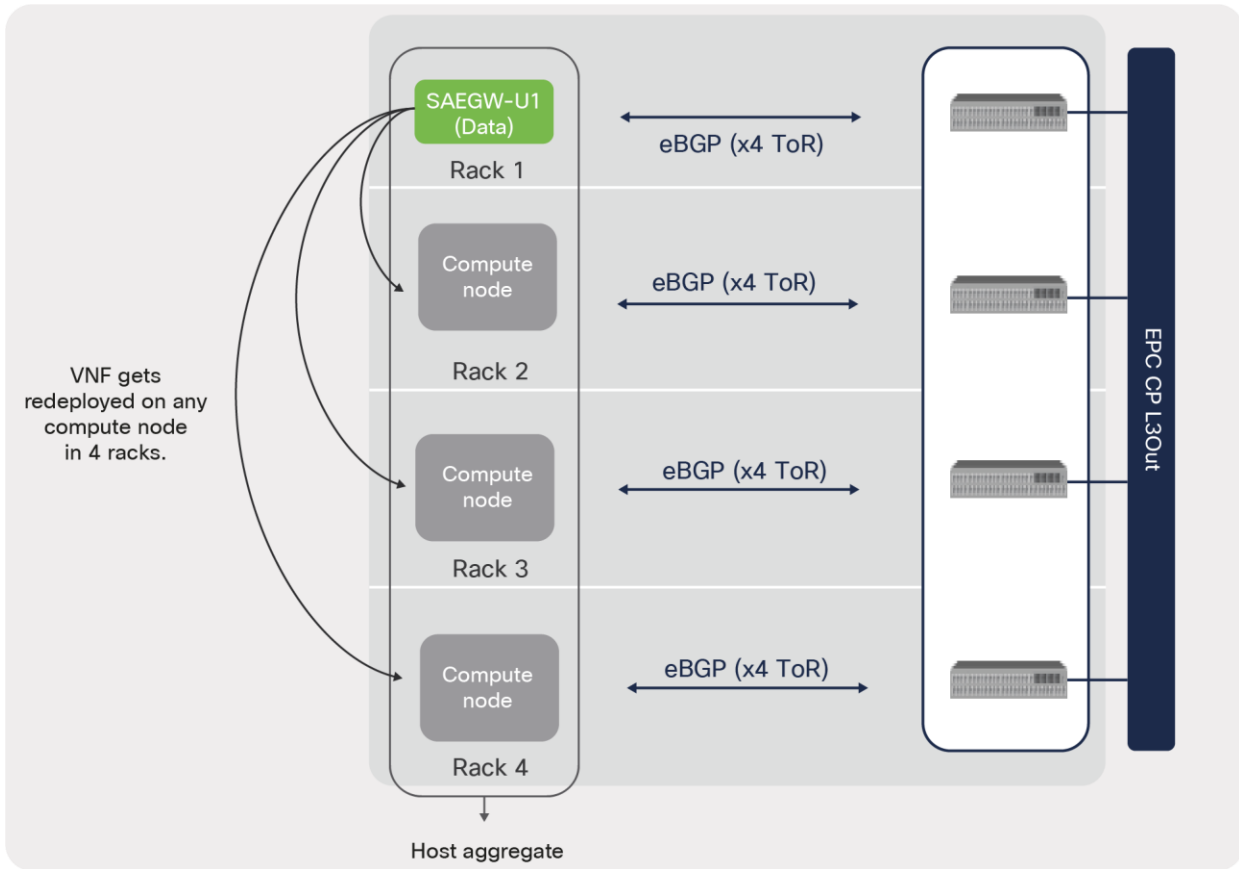 SAEGW-U1
(Data)
eBGP (x4 ToR)
Rack 1
Compute
node
eBGP (x4 ToR)
Rack 2
VNF gets
redeployed on any
compute node
in 4 racks.
EPC CP L3Out
Compute
node
eBGP (x4 ToR)
Rack 3
Compute
node
eBGP (x4 ToR)
Rack 4
Host aggregate